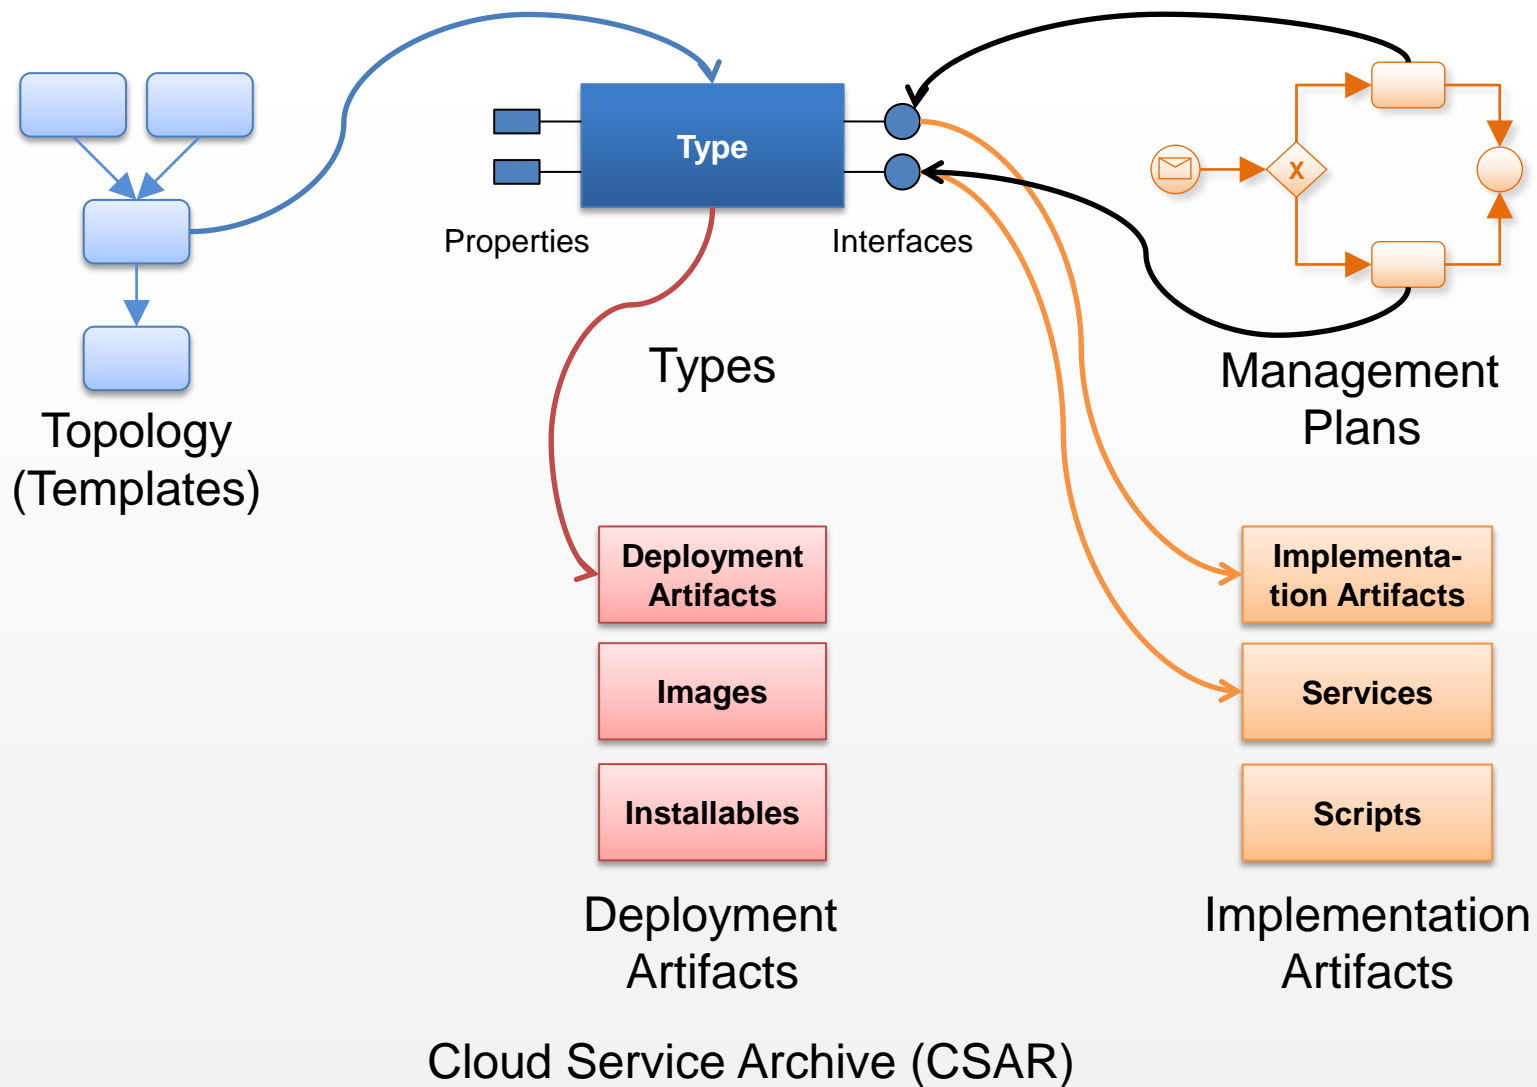 Type
X
Properties
Interfaces
Types
Management
Plans
Topology
(Templates)
Deployment
Artifacts
Implementa-
tion Artifacts
Images
Services
Installables
Scripts
Deployment
Artifacts
Implementation
Artifacts
Cloud Service Archive (CSAR)